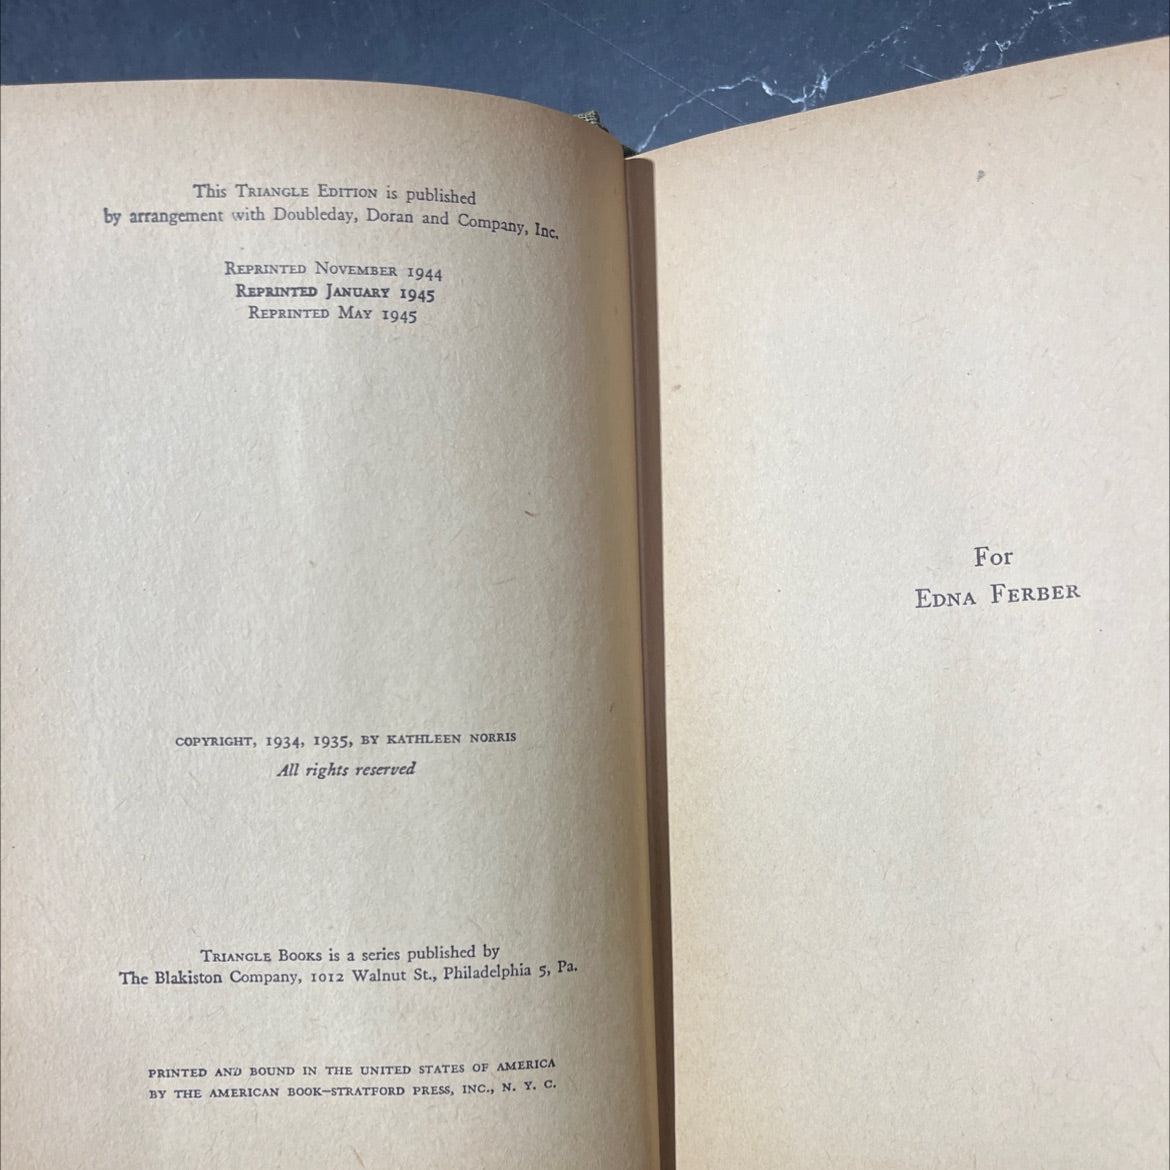 This Triangle Edition is published
by arrangement with Doubleday, Doran and Company, Inc.
Reprinted November 1944
Reprinted January 1945
Reprinted May 1945
COPYRIGHT, 1934, 1935, BY KATHLEEN NORRIS
All rights reserved
Triangle Books is a series published by
The Blakiston Company, 1012 Walnut St., Philadelphia 5, Pa.
PRINTED AND BOUND IN THE UNITED STATES OF AMERICA
BY THE AMERICAN BOOK—STRATFORD PRESS, INC., N. Y. C.
For
Edna Ferber